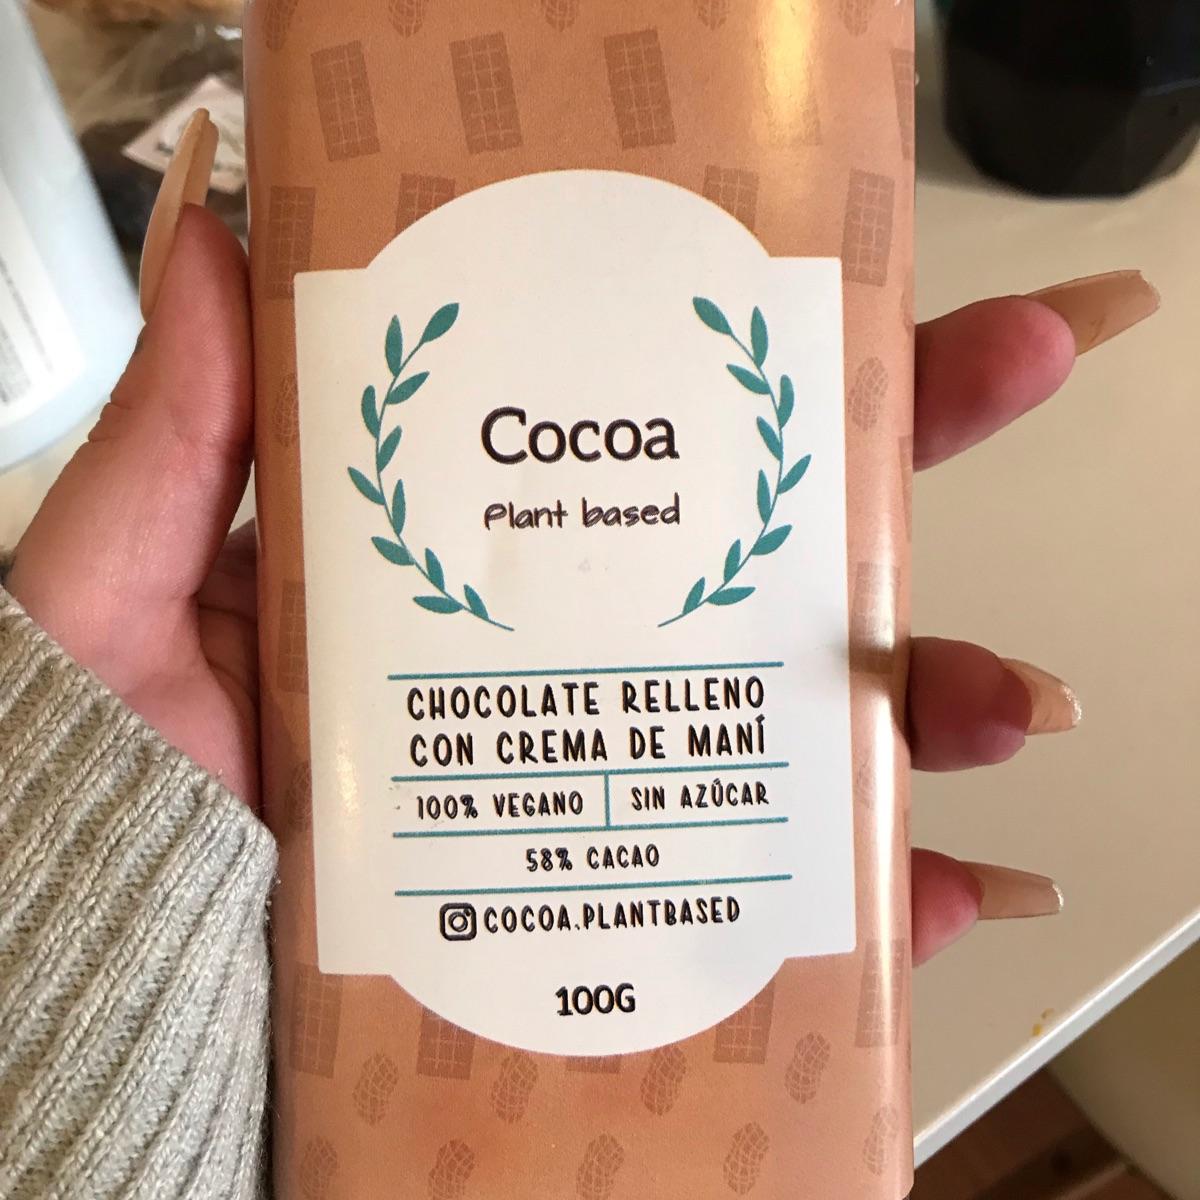 Cocoa
Plant based
CHOCOLATE RELLENO
CON CREMA DE MANÍ
100% VEGANO
SIN AZÚCAR
58% CACAO
COCOA.PLANTBASED
100G